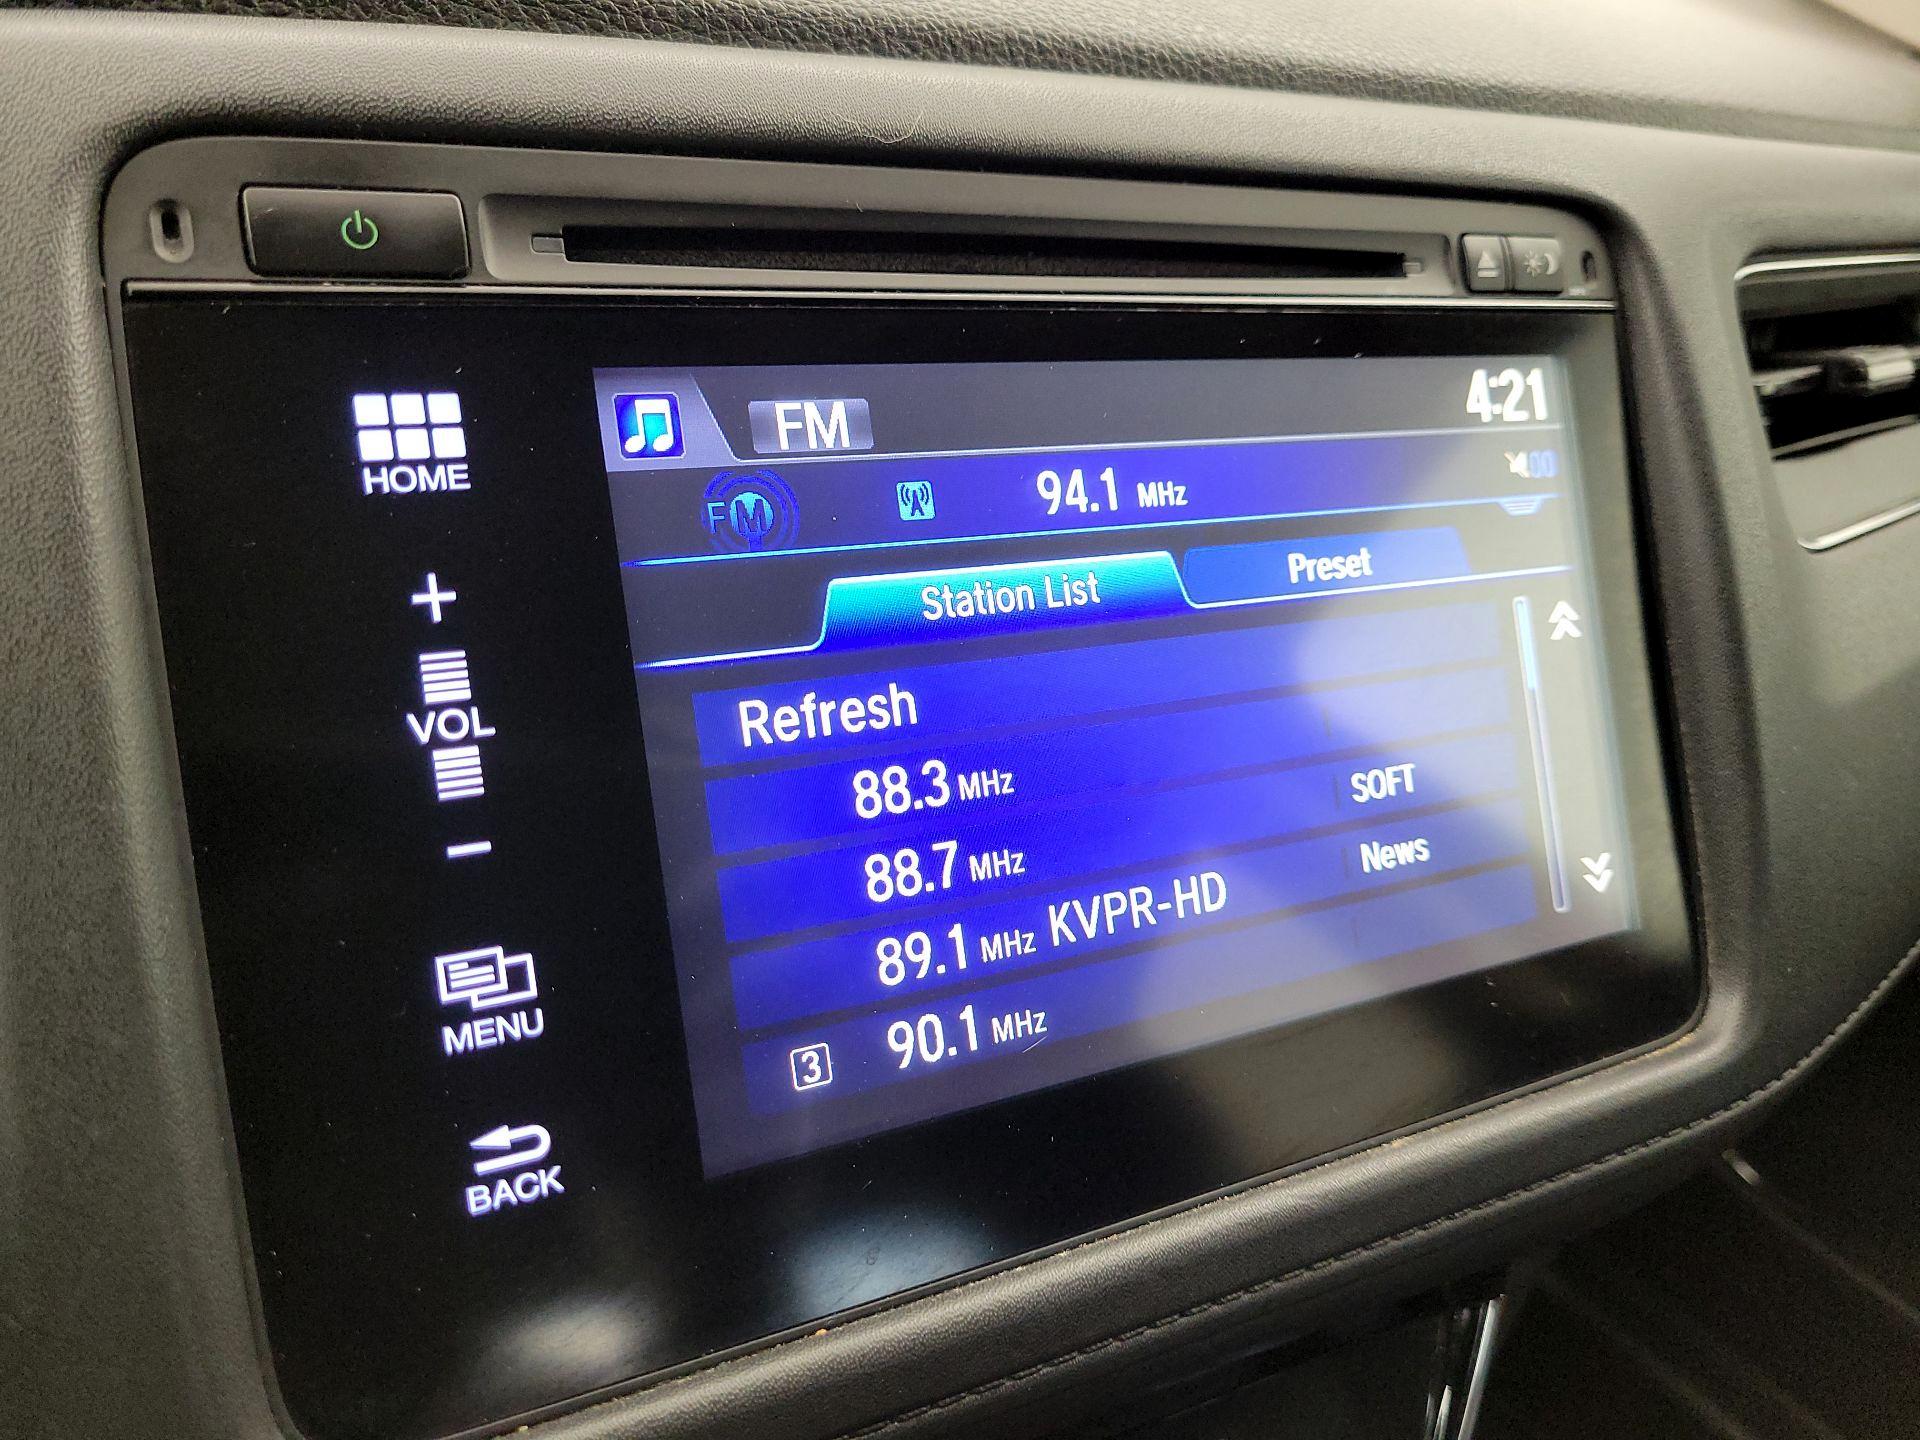 HOME
+
VOL
−
MENU
BACK
FM
4:21
FM
94.1 MHz
00
Station List
Preset
Refresh
88.3 MHz
88.7 MHz SOFT
89.1 MHz KVPR-HD News
3 90.1 MHz